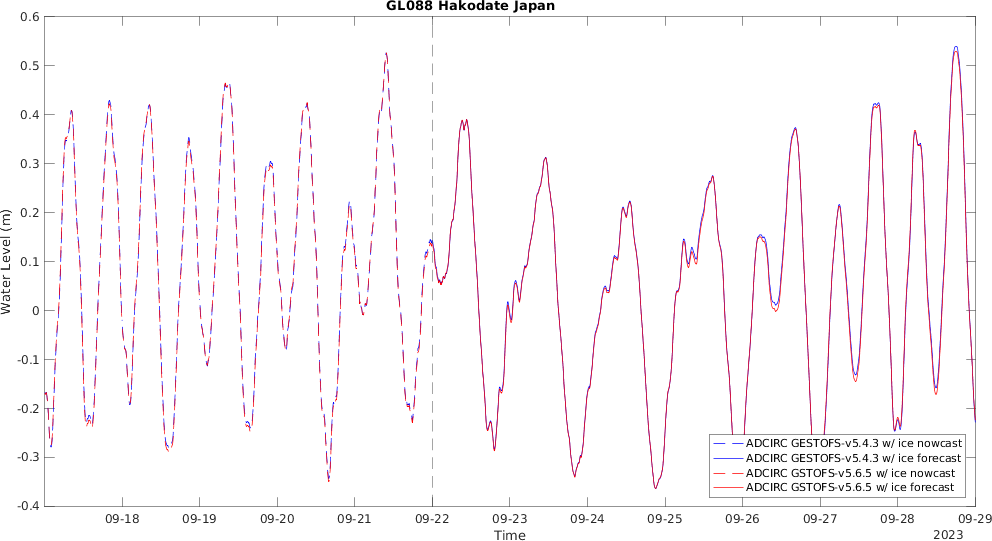 GL088 Hakodate Japan
0.6
0.5
0.4
0.3
0.2
0.1
0
-0.1
-0.2
-0.3
-0.4
Water Level (m)
ADCIRC GESTOFS-v5.4.3 w/ ice nowcast
ADCIRC GESTOFS-v5.4.3 w/ ice forecast
ADCIRC GSTOFS-v5.6.5 w/ ice nowcast
ADCIRC GSTOFS-v5.6.5 w/ ice forecast
09-18 09-19 09-20 09-21 09-22 09-23 09-24 09-25 09-26 09-27 09-28 09-29
Time
2023